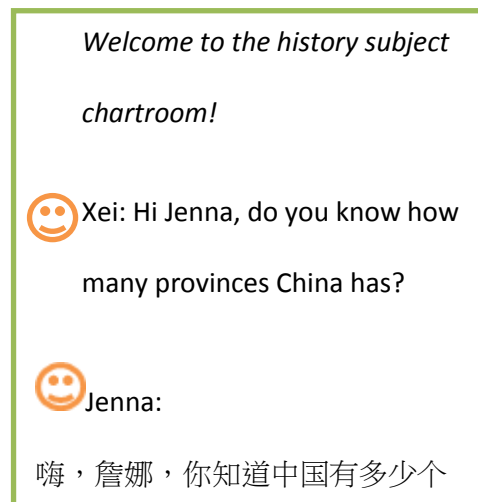 Welcome to the history subject
chartroom!
Xei: Hi Jenna, do you know how
many provinces China has?
Jenna:
嗨，詹娜，你知道中国有多少个